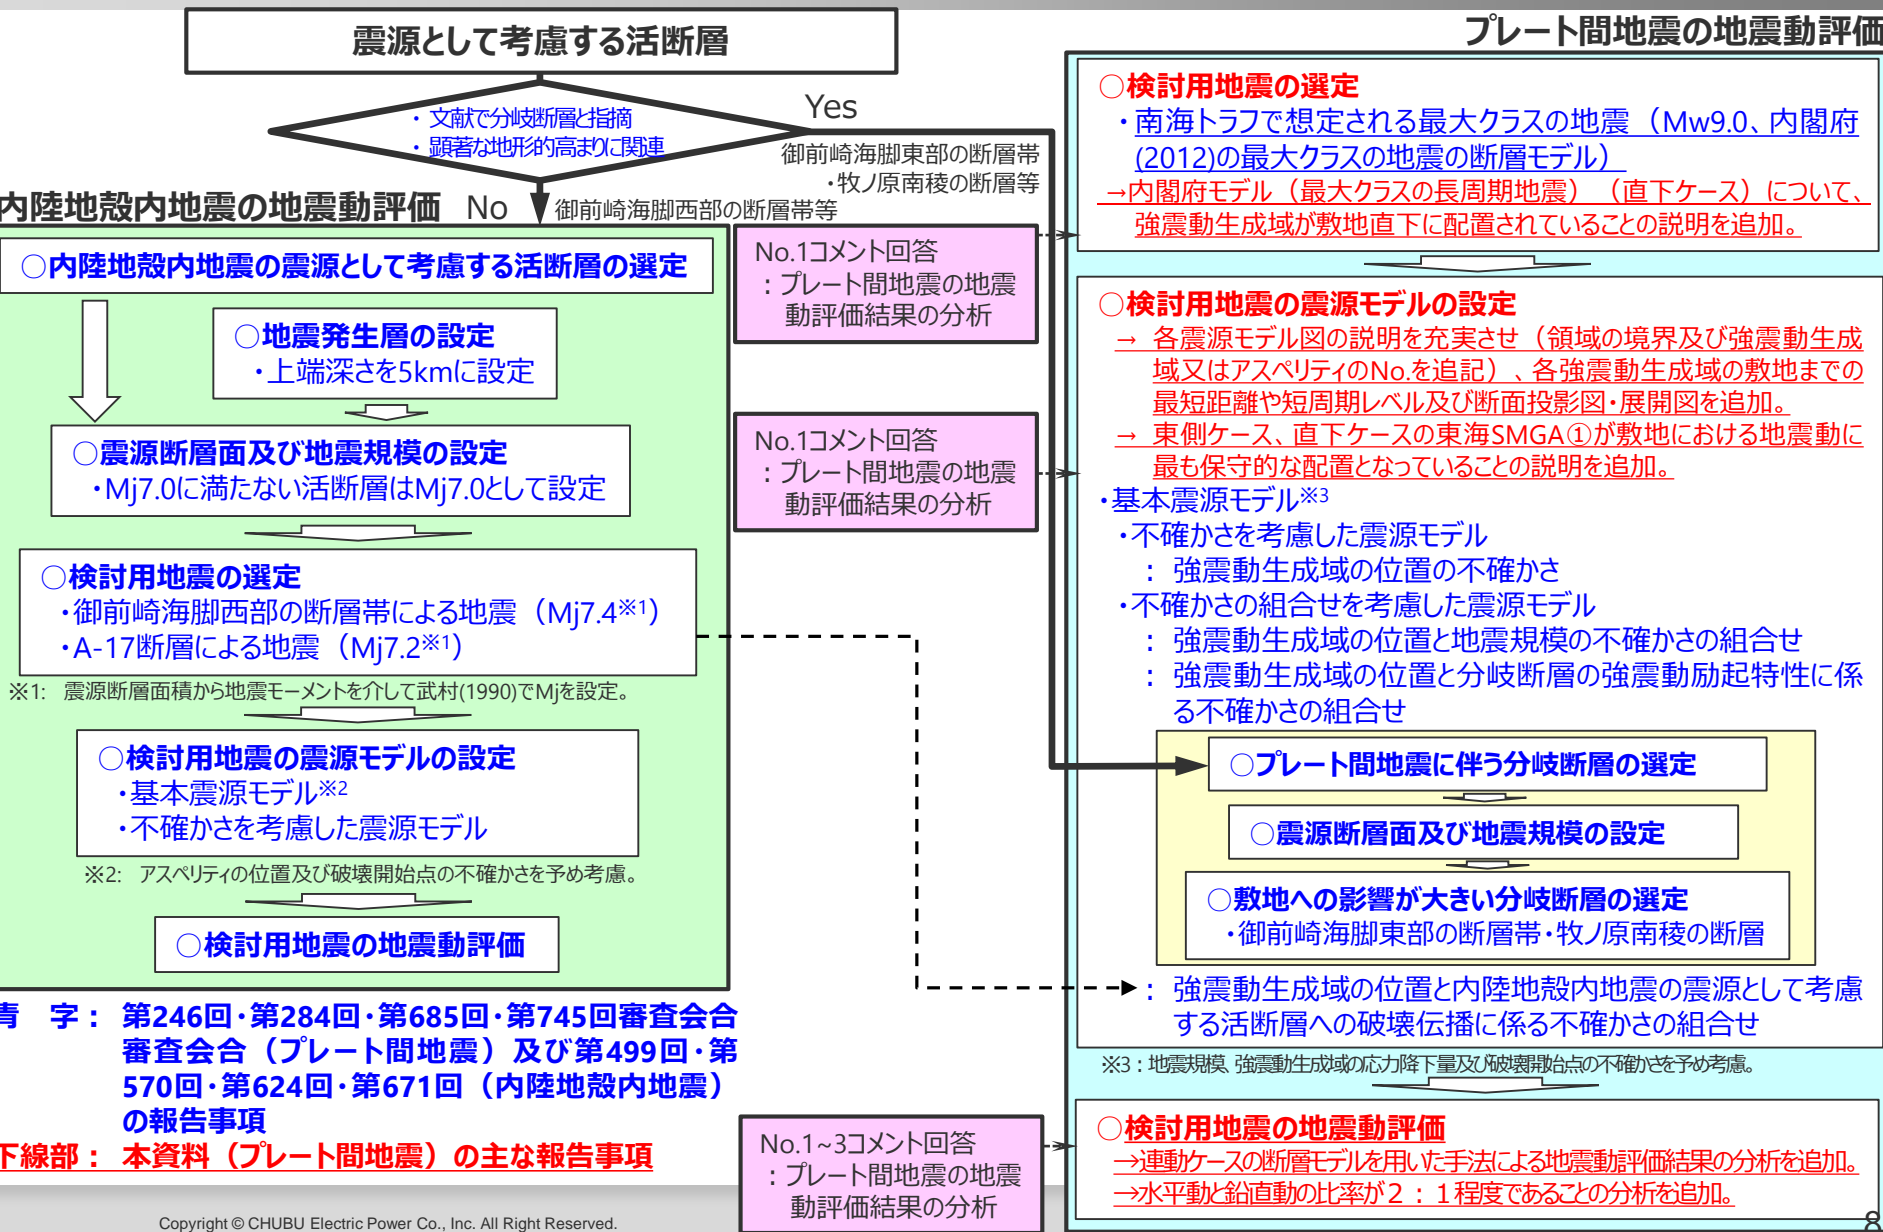 震源として考慮する活断層
・ 文献で分岐断層と指摘
・ 顕著な地形的高まりに関連
Yes
御前崎海脚東部の断層帯
・牧ノ原南稜の断層等
内陸地殻内地震の地震動評価 No
御前崎海脚西部の断層帯等
○内陸地殻内地震の震源として考慮する活断層の選定
○地震発生層の設定
・上端深さを5kmに設定
○震源断層面及び地震規模の設定
・Mj7.0に満たない活断層はMj7.0として設定
○検討用地震の選定
・御前崎海脚西部の断層帯による地震（Mj7.4※1）
・A-17断層による地震（Mj7.2※1）
※1: 震源断層面積から地震モーメントを介して武村(1990)でMjを設定。
○検討用地震の震源モデルの設定
・基本震源モデル※2
・不確かさを考慮した震源モデル
※2: アスペリティの位置及び破壊開始点の不確かさを予め考慮。
○検討用地震の地震動評価
青 字： 第246回・第284回・第685回・第745回審査会合
審査会合（プレート間地震）及び第499回・第
570回・第624回・第671回（内陸地殻内地震）
の報告事項
下線部： 本資料（プレート間地震）の主な報告事項
No.1コメント回答
：プレート間地震の地震
動評価結果の分析
No.1コメント回答
：プレート間地震の地震
動評価結果の分析
No.1~3コメント回答
：プレート間地震の地震
動評価結果の分析
プレート間地震の地震動評価
○検討用地震の選定
・南海トラフで想定される最大クラスの地震（Mw9.0、内閣府
(2012)の最大クラスの地震の断層モデル）
→内閣府モデル（最大クラスの長周期地震）（直下ケース）について、
強震動生成域が敷地直下に配置されていることの説明を追加。
○検討用地震の震源モデルの設定
→ 各震源モデル図の説明を充実させ（領域の境界及び強震動生成
域又はアスペリティのNo.を追記）、各強震動生成域の敷地までの
最短距離や短周期レベル及び断面投影図・展開図を追加。
→ 東側ケース、直下ケースの東海SMGA①が敷地における地震動に
最も保守的な配置となっていることの説明を追加。
・基本震源モデル※3
・不確かさを考慮した震源モデル
： 強震動生成域の位置の不確かさ
・不確かさの組合せを考慮した震源モデル
： 強震動生成域の位置と地震規模の不確かさの組合せ
： 強震動生成域の位置と分岐断層の強震動励起特性に係
る不確かさの組合せ
○プレート間地震に伴う分岐断層の選定
○震源断層面及び地震規模の設定
○敷地への影響が大きい分岐断層の選定
・御前崎海脚東部の断層帯・牧ノ原南稜の断層
： 強震動生成域の位置と内陸地殻内地震の震源として考慮
する活断層への破壊伝播に係る不確かさの組合せ
※3：地震規模、強震動生成域の応力降下量及び破壊開始点の不確かさを予め考慮。
○検討用地震の地震動評価
→連動ケースの断層モデルを用いた手法による地震動評価結果の分析を追加。
→水平動と鉛直動の比率が２：１程度であることの分析を追加。
Copyright © CHUBU Electric Power Co., Inc. All Right Reserved.
8